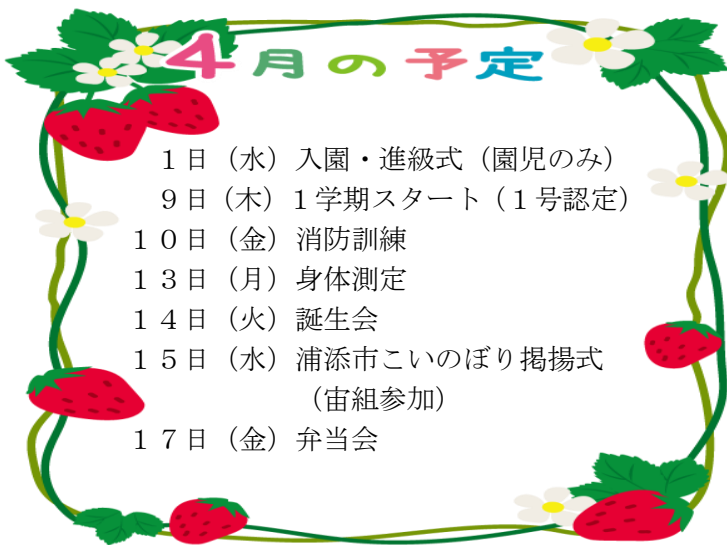 4月の予定
１日（水）入園・進級式（園児のみ）
９日（木）１学期スタート（１号認定）
１０日（金）消防訓練
１３日（月）身体測定
１４日（火）誕生会
１５日（水）浦添市こいのぼり掲揚式
（宙組参加）
１７日（金）弁当会